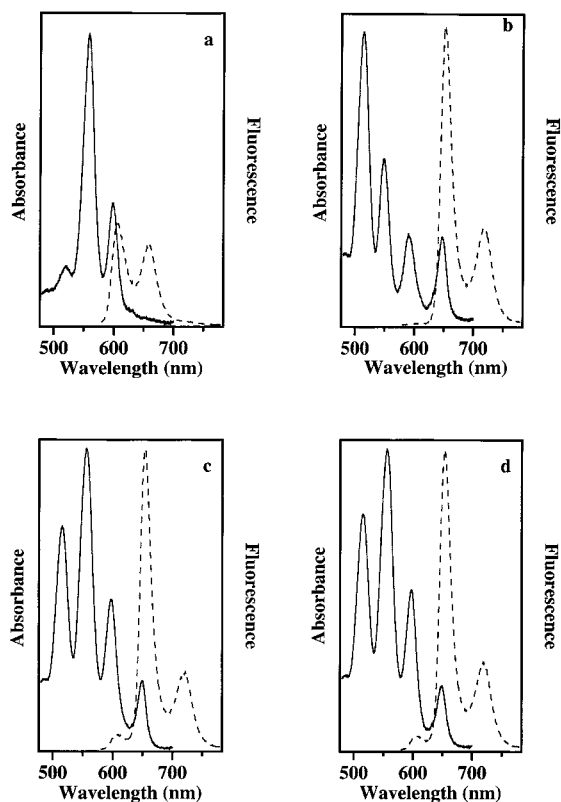 a
Absorbance
Fluorescence
500 600 700
Wavelength (nm)
b
Absorbance
Fluorescence
500 600 700
Wavelength (nm)
c
Absorbance
Fluorescence
500 600 700
Wavelength (nm)
d
Absorbance
Fluorescence
500 600 700
Wavelength (nm)